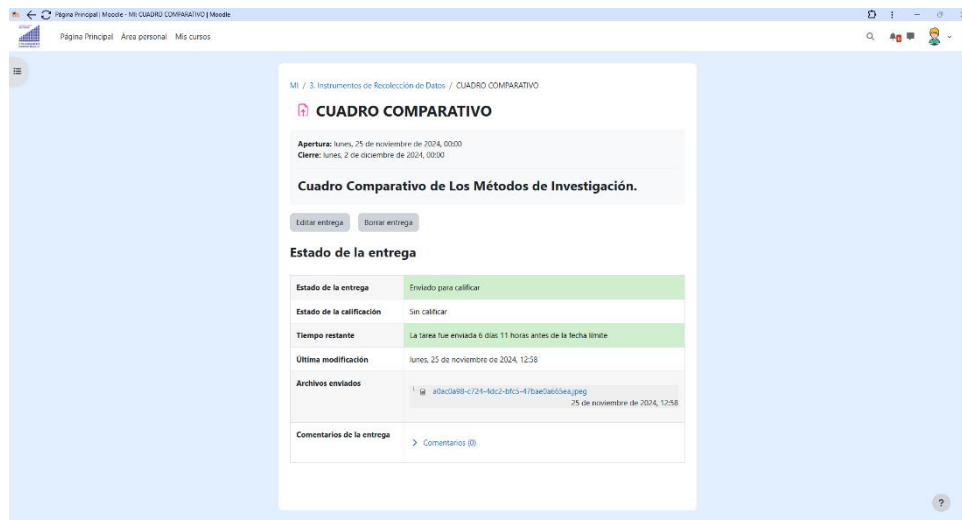 Página Principal | Moodle - MI: CUADRO COMPARATIVO | Moodle
Página Principal Área personal Mis cursos
MI / 3. Instrumentos de Recolección de Datos / CUADRO COMPARATIVO
CUADRO COMPARATIVO
Apertura: lunes, 25 de noviembre de 2024, 00:00
Cierre: lunes, 2 de diciembre de 2024, 00:00
Cuadro Comparativo de Los Métodos de Investigación.
Editar entrega Borrar entrega
Estado de la entrega
Estado de la entrega Enviado para calificar
Estado de la calificación Sin calificar
Tiempo restante La tarea fue enviada 6 días 11 horas antes de la fecha límite
Última modificación lunes, 25 de noviembre de 2024, 12:58
Archivos enviados
a0ac0a98-c724-4dc2-bfc5-47bae0a665ea.jpeg
25 de noviembre de 2024, 12:58
Comentarios de la entrega
Comentarios (0)
?